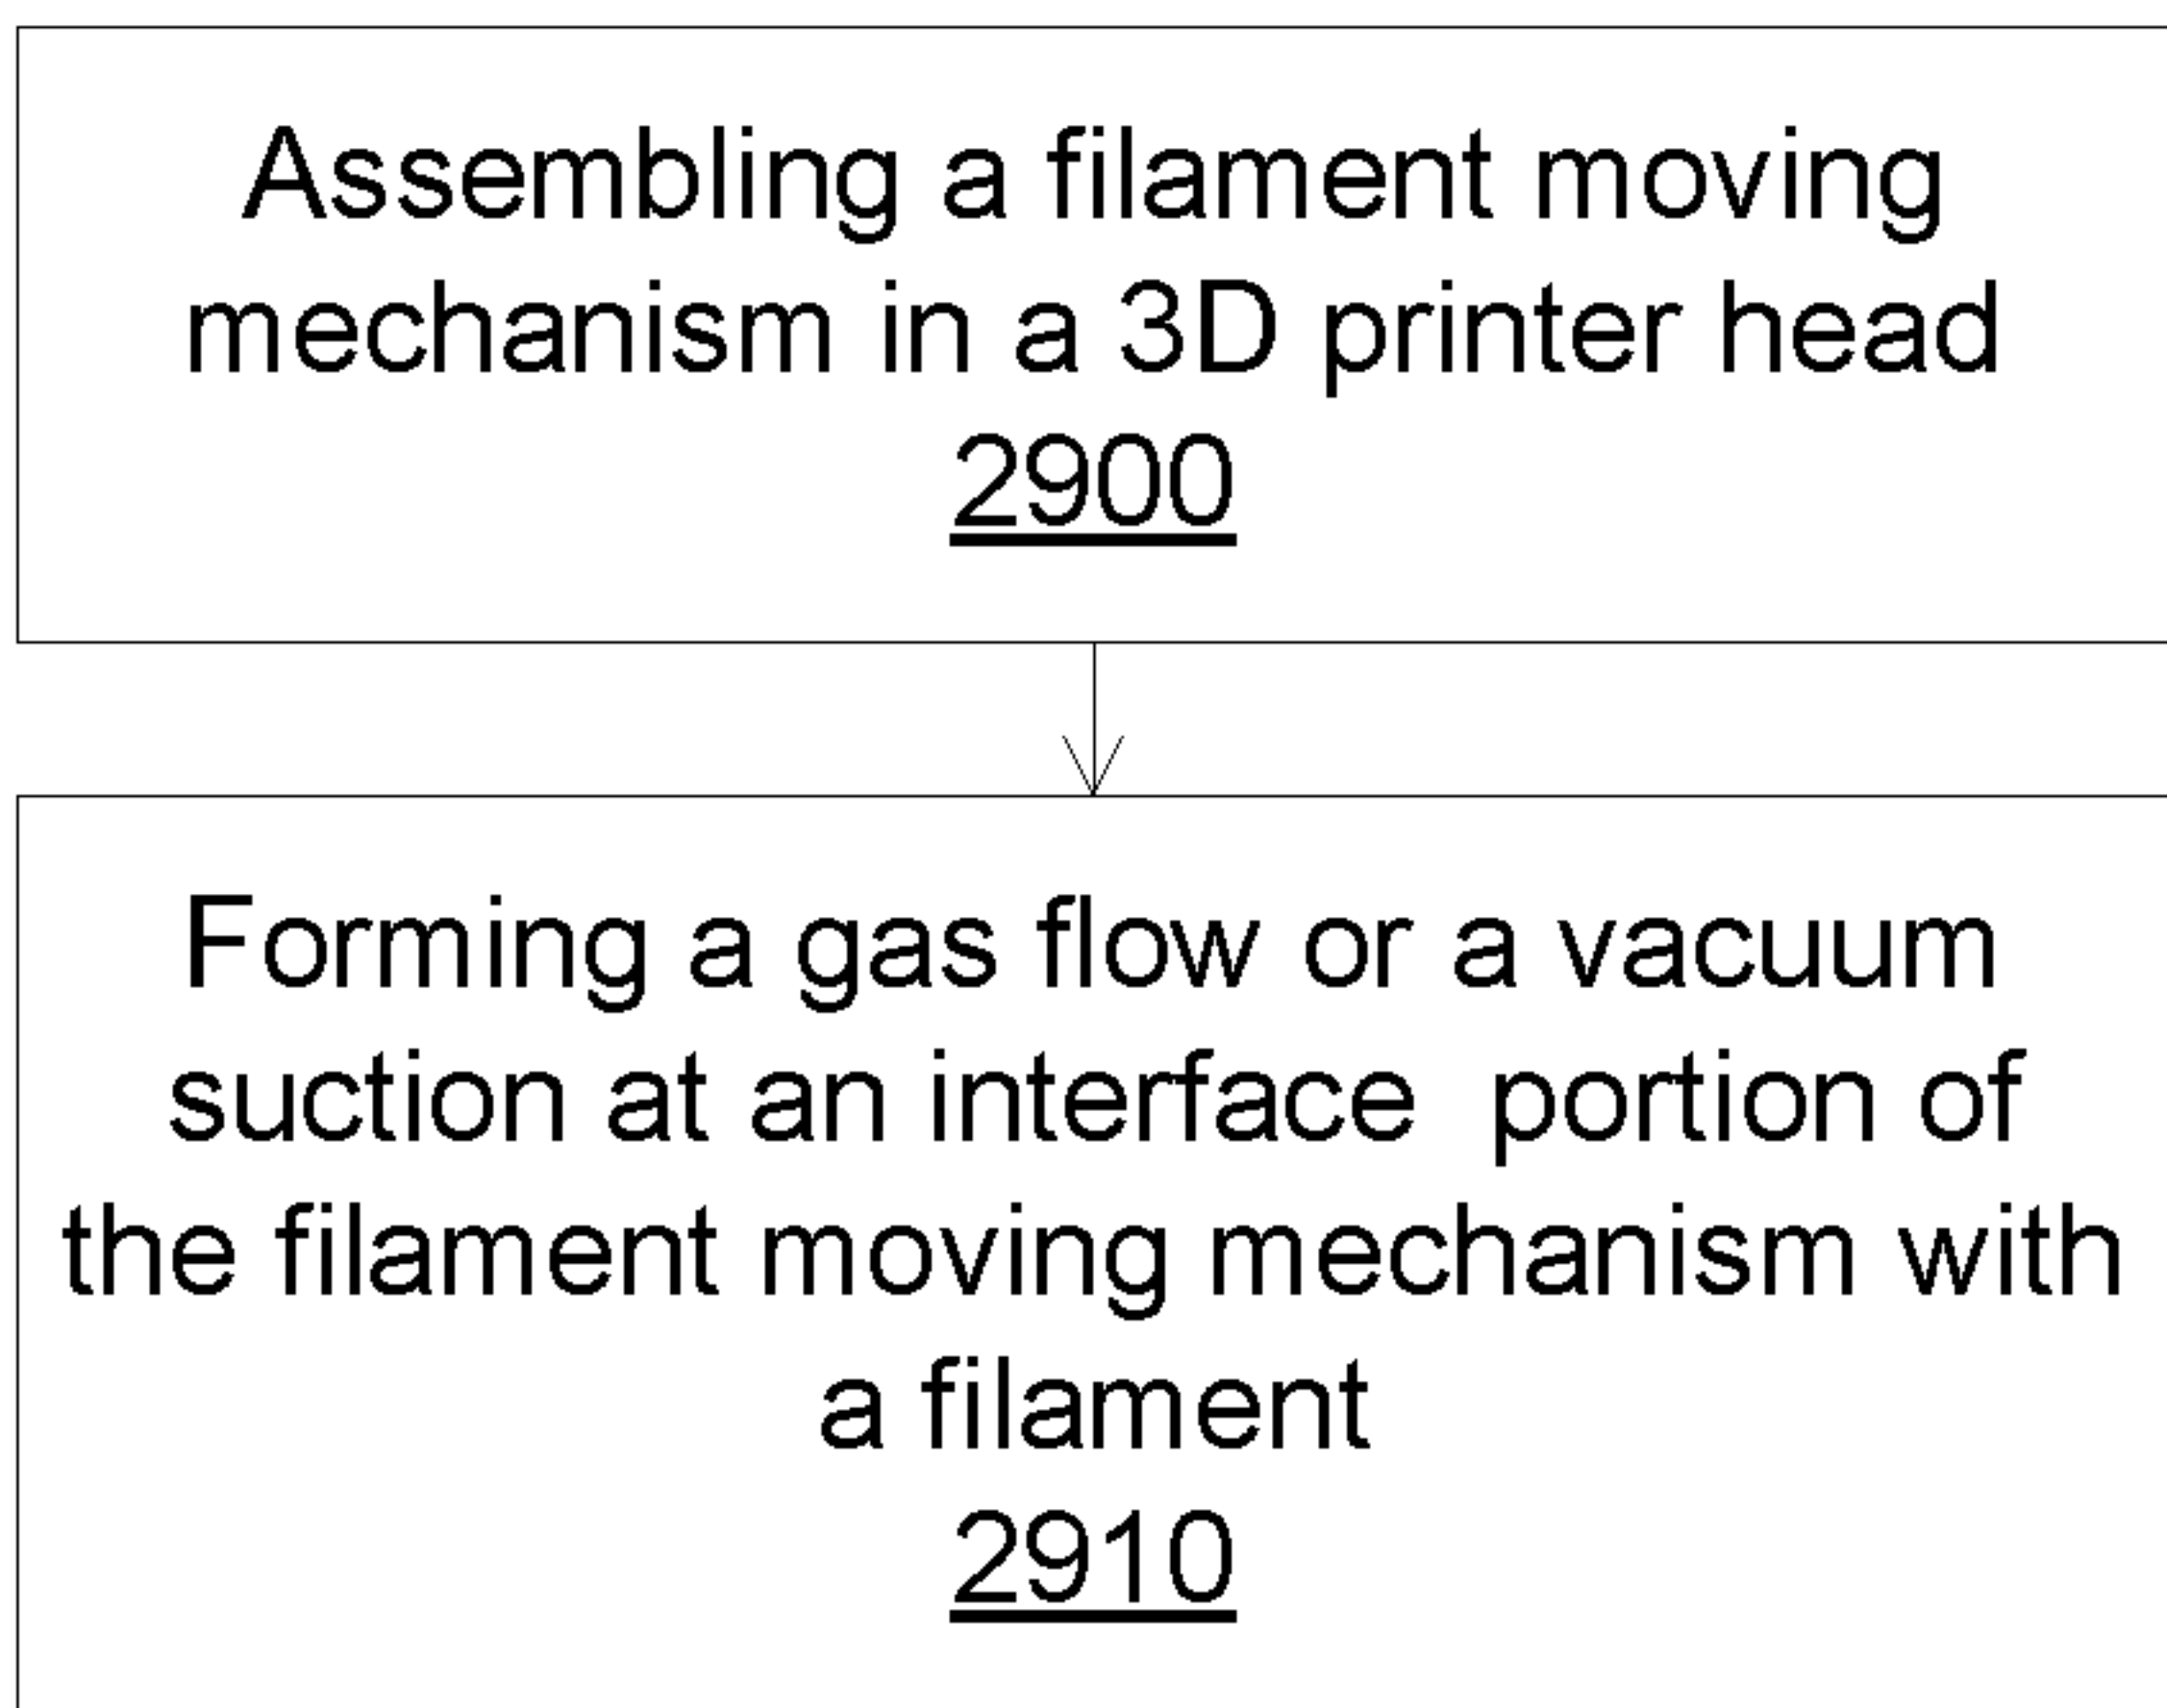 Assembling a filament moving
mechanism in a 3D printer head
2900
Forming a gas flow or a vacuum
suction at an interface  portion of
the filament moving mechanism with
a filament
2910